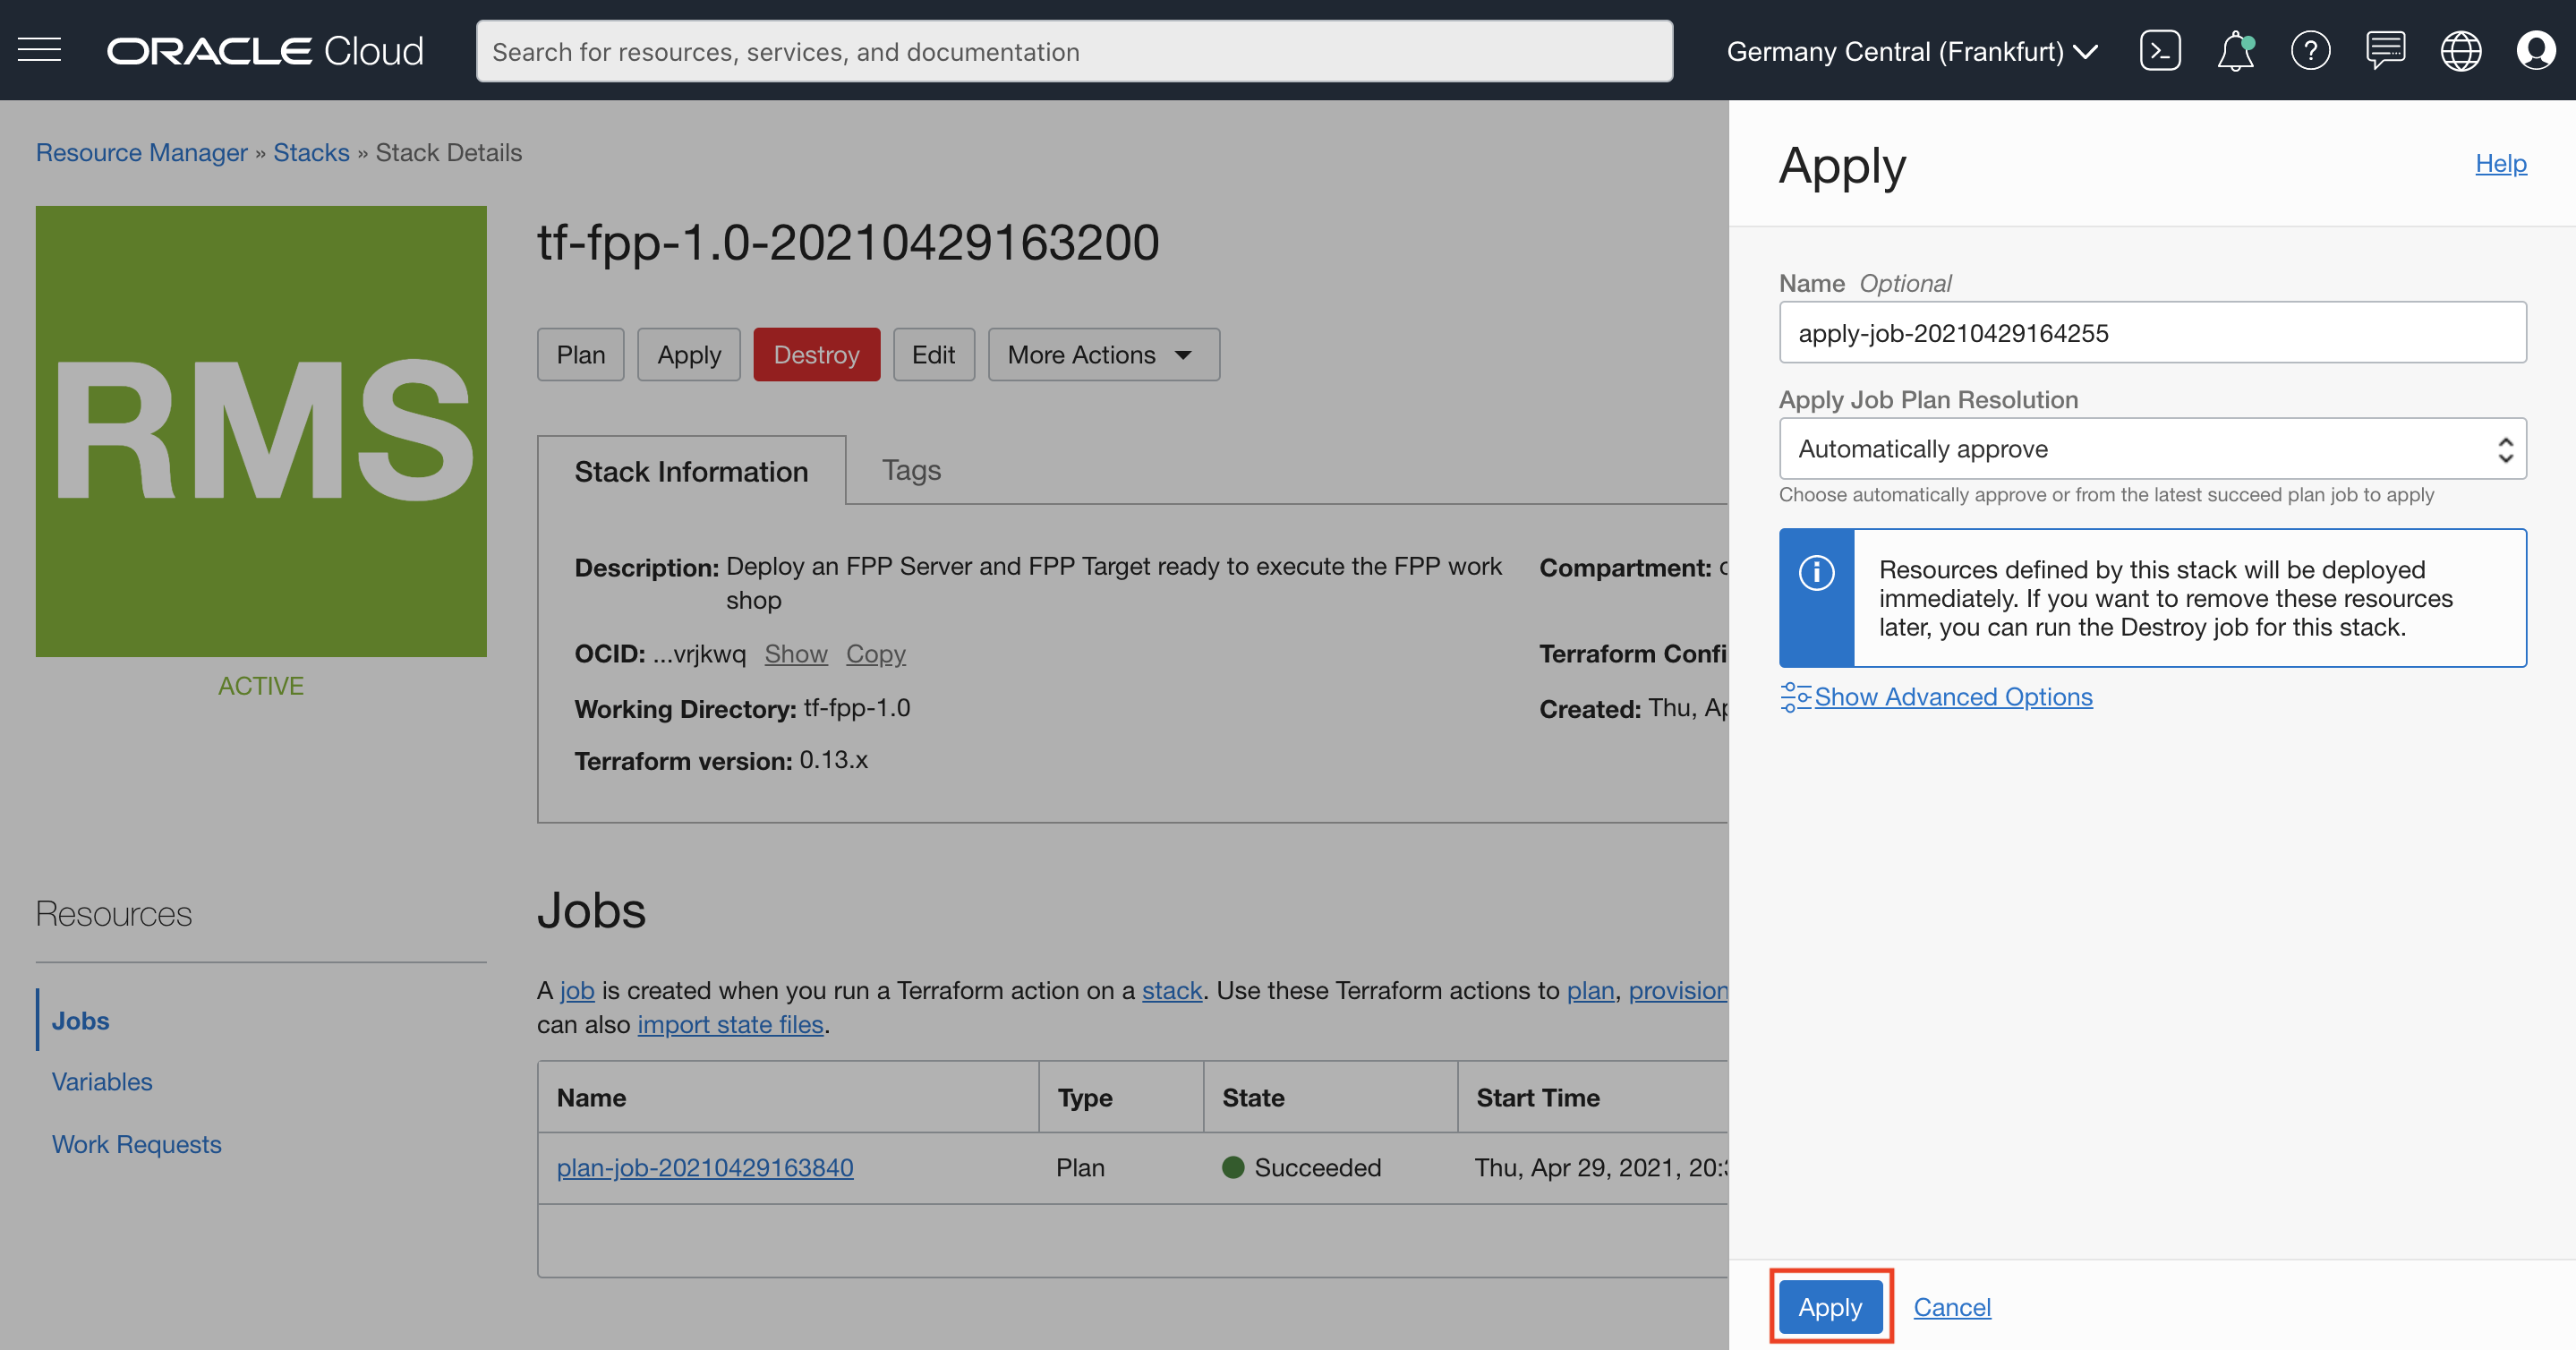 ORACLE Cloud
Search for resources, services, and documentation
Germany Central (Frankfurt)
Resource Manager » Stacks » Stack Details
RMS
ACTIVE
tf-fpp-1.0-20210429163200
Plan
Apply
Destroy
Edit
More Actions
Stack Information
Tags
Description: Deploy an FPP Server and FPP Target ready to execute the FPP work
shop
OCID: ...vrjkwq Show Copy
Working Directory: tf-fpp-1.0
Terraform version: 0.13.x
Compartment:
Terraform Confi
Created: Thu, Ap
Resources
Jobs
Variables
Work Requests
Jobs
A job is created when you run a Terraform action on a stack. Use these Terraform actions to plan, provision
can also import state files.
Name Type State Start Time
plan-job-20210429163840 Plan Succeeded Thu, Apr 29, 2021, 20:
Apply
Help
Name Optional
apply-job-20210429164255
Apply Job Plan Resolution
Automatically approve
Choose automatically approve or from the latest succeed plan job to apply
Resources defined by this stack will be deployed
immediately. If you want to remove these resources
later, you can run the Destroy job for this stack.
Show Advanced Options
Apply
Cancel